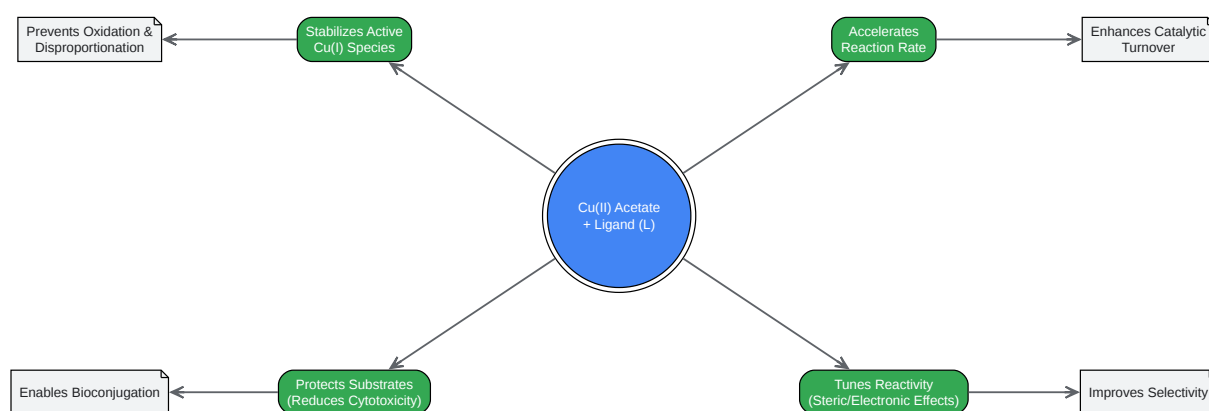 Prevents Oxidation &
Disproportionation
Stabilizes Active
Cu(I) Species
Accelerates
Reaction Rate
Enhances Catalytic
Turnover
Cu(II) Acetate
+ Ligand (L)
Enables Bioconjugation
Protects Substrates
(Reduces Cytotoxicity)
Tunes Reactivity
(Steric/Electronic Effects)
Improves Selectivity